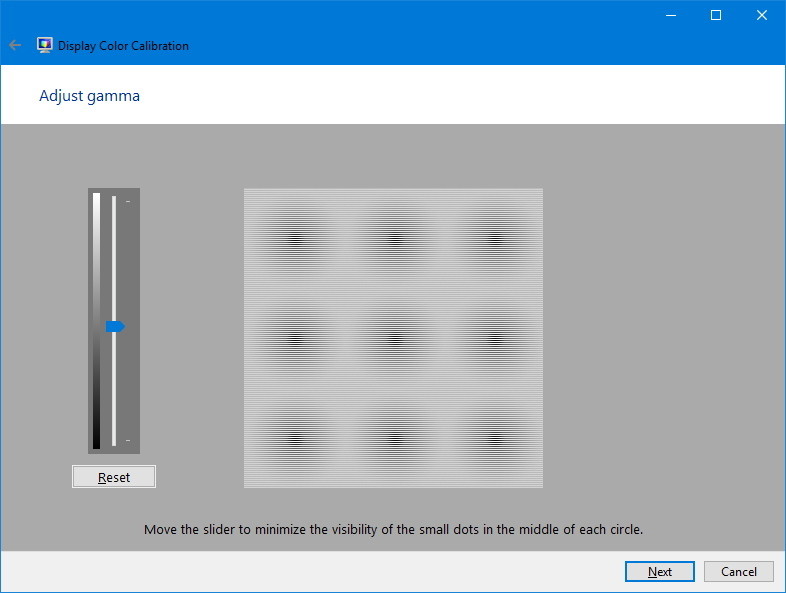 Display Color Calibration
Adjust gamma
Reset
Move the slider to minimize the visibility of the small dots in the middle of each circle.
Next
Cancel